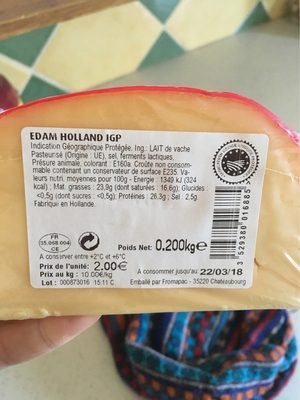 EDAM HOLLAND IGP
Indication Géographique Protégée. Ing.: LAIT de vache
Pasteurisé (Origine : UE), sel, ferments lactiques,
Présure animale, colorant : E160a. Croûte non consom-
mable contenant un conservateur de surface E235. Va-
leurs nutri, moyennes pour 100g - Energie : 1349 kJ (324
kcal) ; Mat. grasses : 23,9g (dont saturées : 16,6g); Glucides
<0,5g (dont sucres : <0,5g); Protéines : 26,3g ; Sel : 2,5g.
Fabriqué en Hollande.
FR
35.068.004
CE
Poids Net: 0,200kg e
A conserver entre +2°C et +6°C
Prix de l'unité: 2.00€
Prix au kg : 10.00€/kg
A consommer jusqu'au 22/03/18
Lot : 000873016 15:11 C
Emballé par Fromapac - 35220 Chateaubourg
3 529380 016885